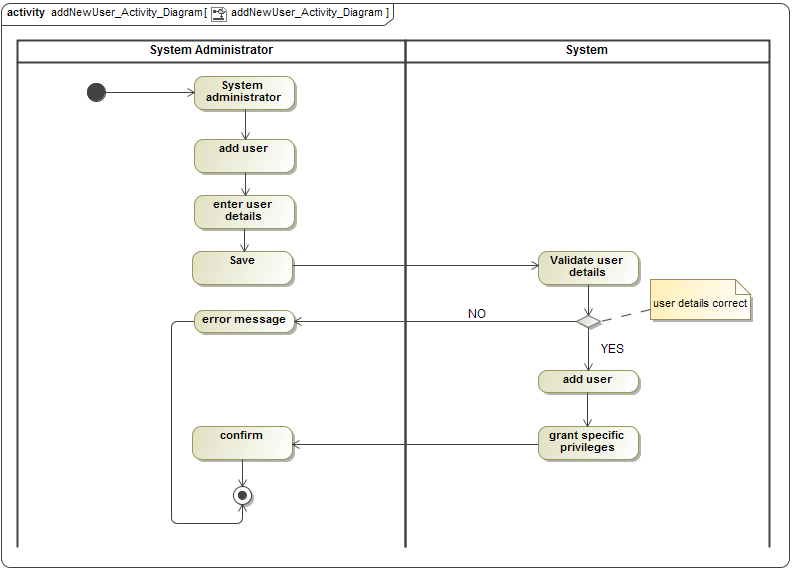 activity addNewUser_Activity_Diagram[ addNewUser_Activity_Diagram ]
System Administrator
System
System
administrator
add user
enter user
details
Save
Validate user
details
user details correct
NO
error message
YES
add user
confirm
grant specific
privileges